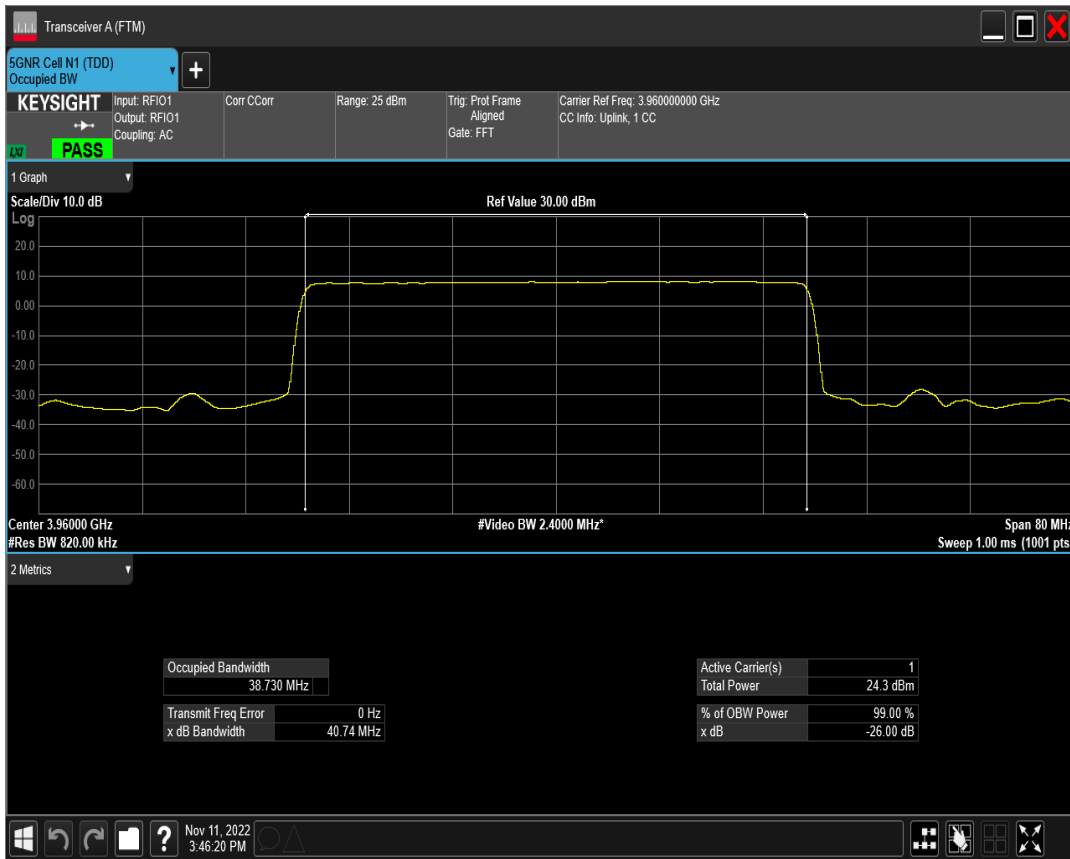 Transceiver A (FTM)
5GNR Cell N1 (TDD)
Occupied BW
+
KEYSIGHT
LXI
PASS
Input: RFIO1
Output: RFIO1
Coupling: AC
Corr CCorr
Range: 25 dBm
Trig: Prot Frame
Aligned
Gate: FFT
Carrier Ref Freq: 3.960000000 GHz
CC Info: Uplink, 1 CC
1 Graph
Scale/Div 10.0 dB
Ref Value 30.00 dBm
Log
20.0
10.0
0.00
-10.0
-20.0
-30.0
-40.0
-50.0
-60.0
Center 3.96000 GHz
#Video BW 2.4000 MHz*
Span 80 MHz
#Res BW 820.00 kHz
Sweep 1.00 ms (1001 pts
2 Metrics
Occupied Bandwidth
38.730 MHz
Transmit Freq Error 0 Hz
x dB Bandwidth 40.74 MHz
Active Carrier(s) 1
Total Power 24.3 dBm
% of OBW Power 99.00 %
x dB -26.00 dB
?
Nov 11, 2022
3:46:20 PM